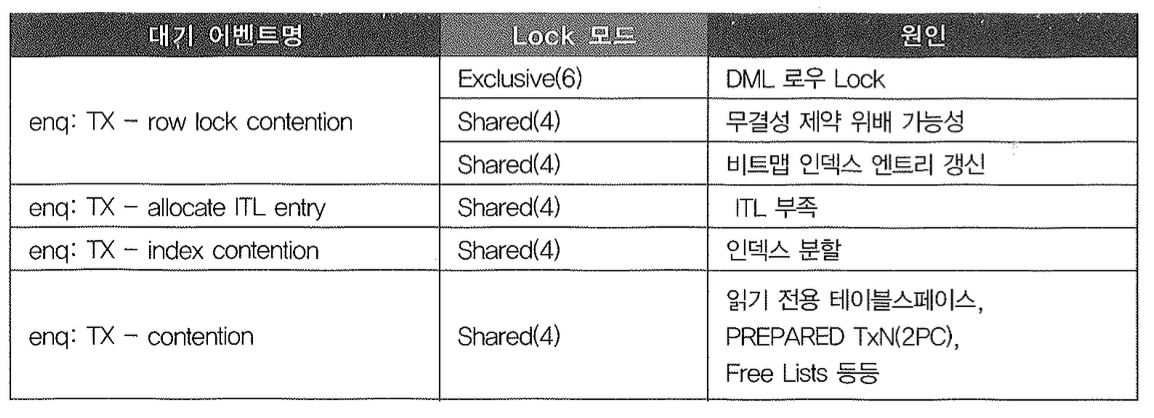 대기 이벤트명 Lock 모드 원인
Exclusive(6) DML 로우 Lock
enq: TX – row lock contention Shared(4) 무결성 제약 위배 가능성
Shared(4) 비트맵 인덱스 엔트리 갱신
enq: TX – allocate ITL entry Shared(4) ITL 부족
enq: TX – index contention Shared(4) 인덱스 분할
enq: TX – contention Shared(4) 읽기 전용 테이블스페이스,
PREPARED TxN(2PC),
Free Lists 등등